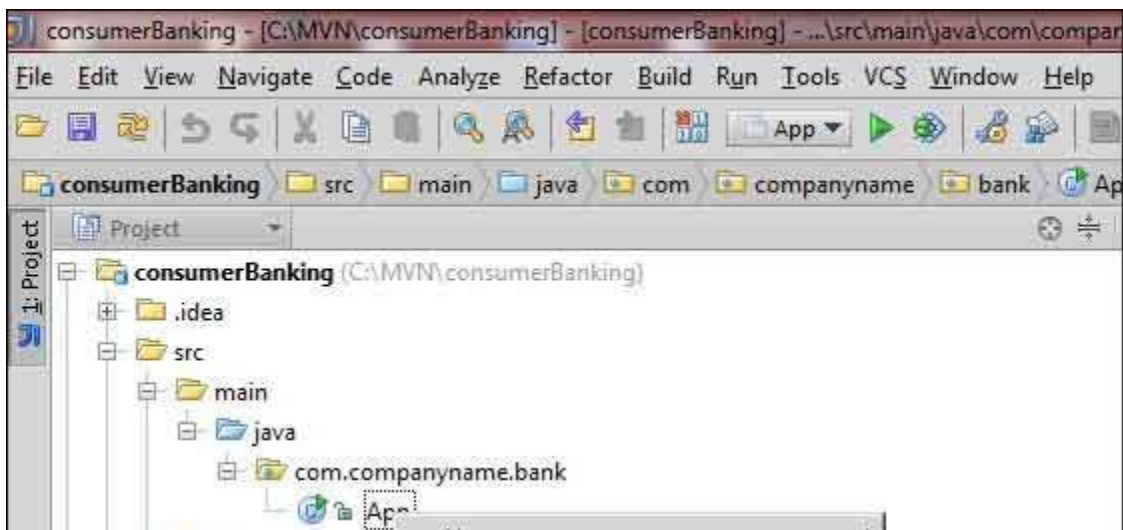 consumerBanking - [C:\MVN\consumerBanking] - [consumerBanking] - ...\src\main\java\com\compan
File Edit View Navigate Code Analyze Refactor Build Run Tools VCS Window Help
App
consumerBanking src main java com companyname bank Ap
1: Project
Project
consumerBanking (C:\MVN\consumerBanking)
.idea
src
main
java
com.companyname.bank
App